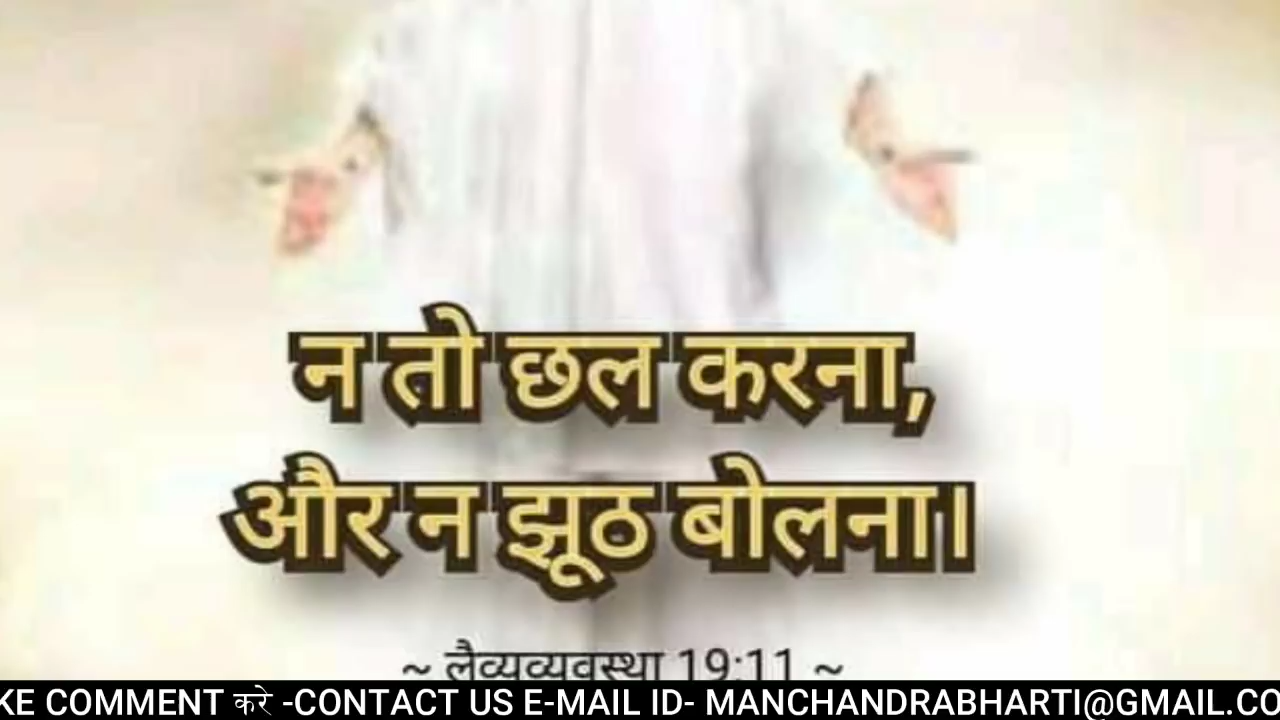 न तो छल करना,
और न झूठ बोलना।
~ लैव्यव्यवस्था 19:11 ~
KE COMMENT करे -CONTACT US E-MAIL ID- MANCHANDRABHARTI@GMAIL.CO